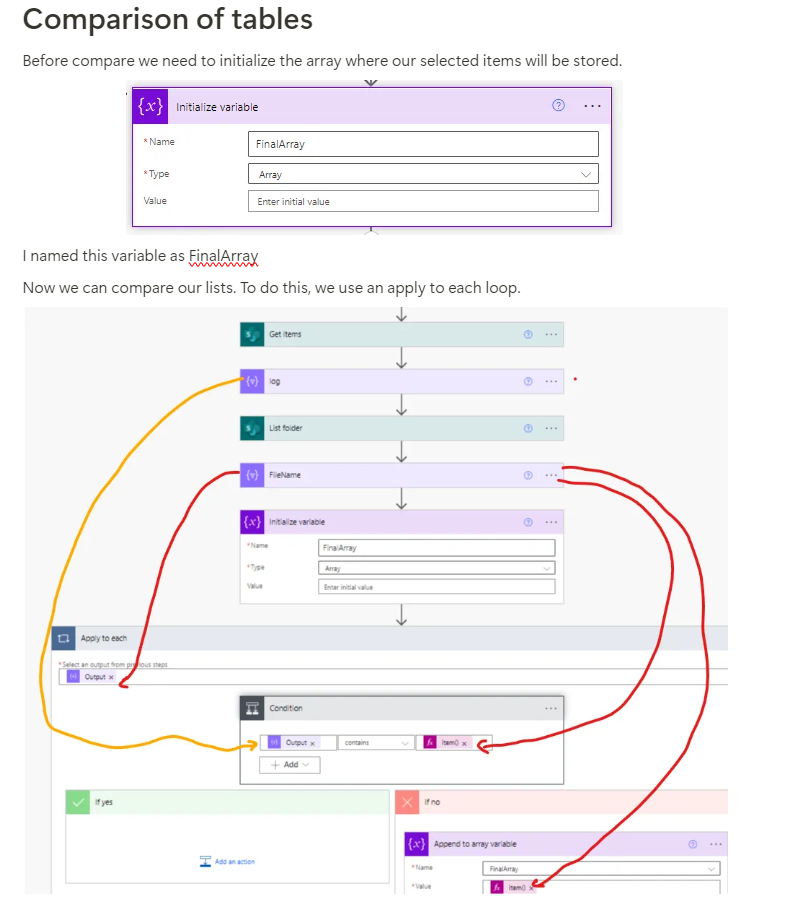 Comparison of tables
Before compare we need to initialize the array where our selected items will be stored.
{x} Initialize variable
* Name FinalArray
* Type Array
Value Enter initial value
I named this variable as FinalArray
Now we can compare our lists. To do this, we use an apply to each loop.
Get items
log
List folder
FileName
{x} Initialize variable
* Name FinalArray
* Type Array
Value Enter initial value
Apply to each
* Select an output from previous steps
Output x
Condition
Output x contains fx item() x
+ Add
If yes
Add an action
If no
{x} Append to array variable
* Name FinalArray
* Value fx item() x